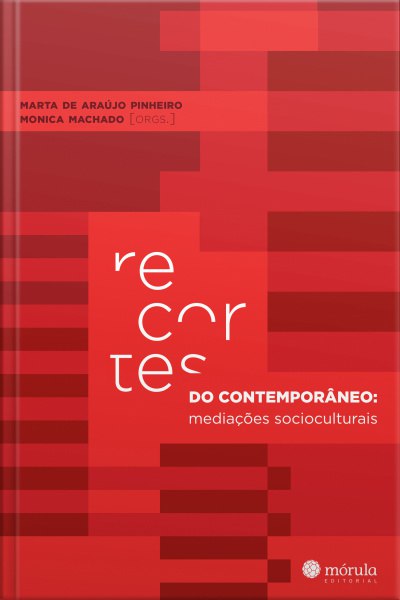 MARTA DE ARAÚJO PINHEIRO
MONICA MACHADO [ORGS.]
re
cor
tes
DO CONTEMPORÂNEO:
mediações socioculturais
mórula
EDITORIAL